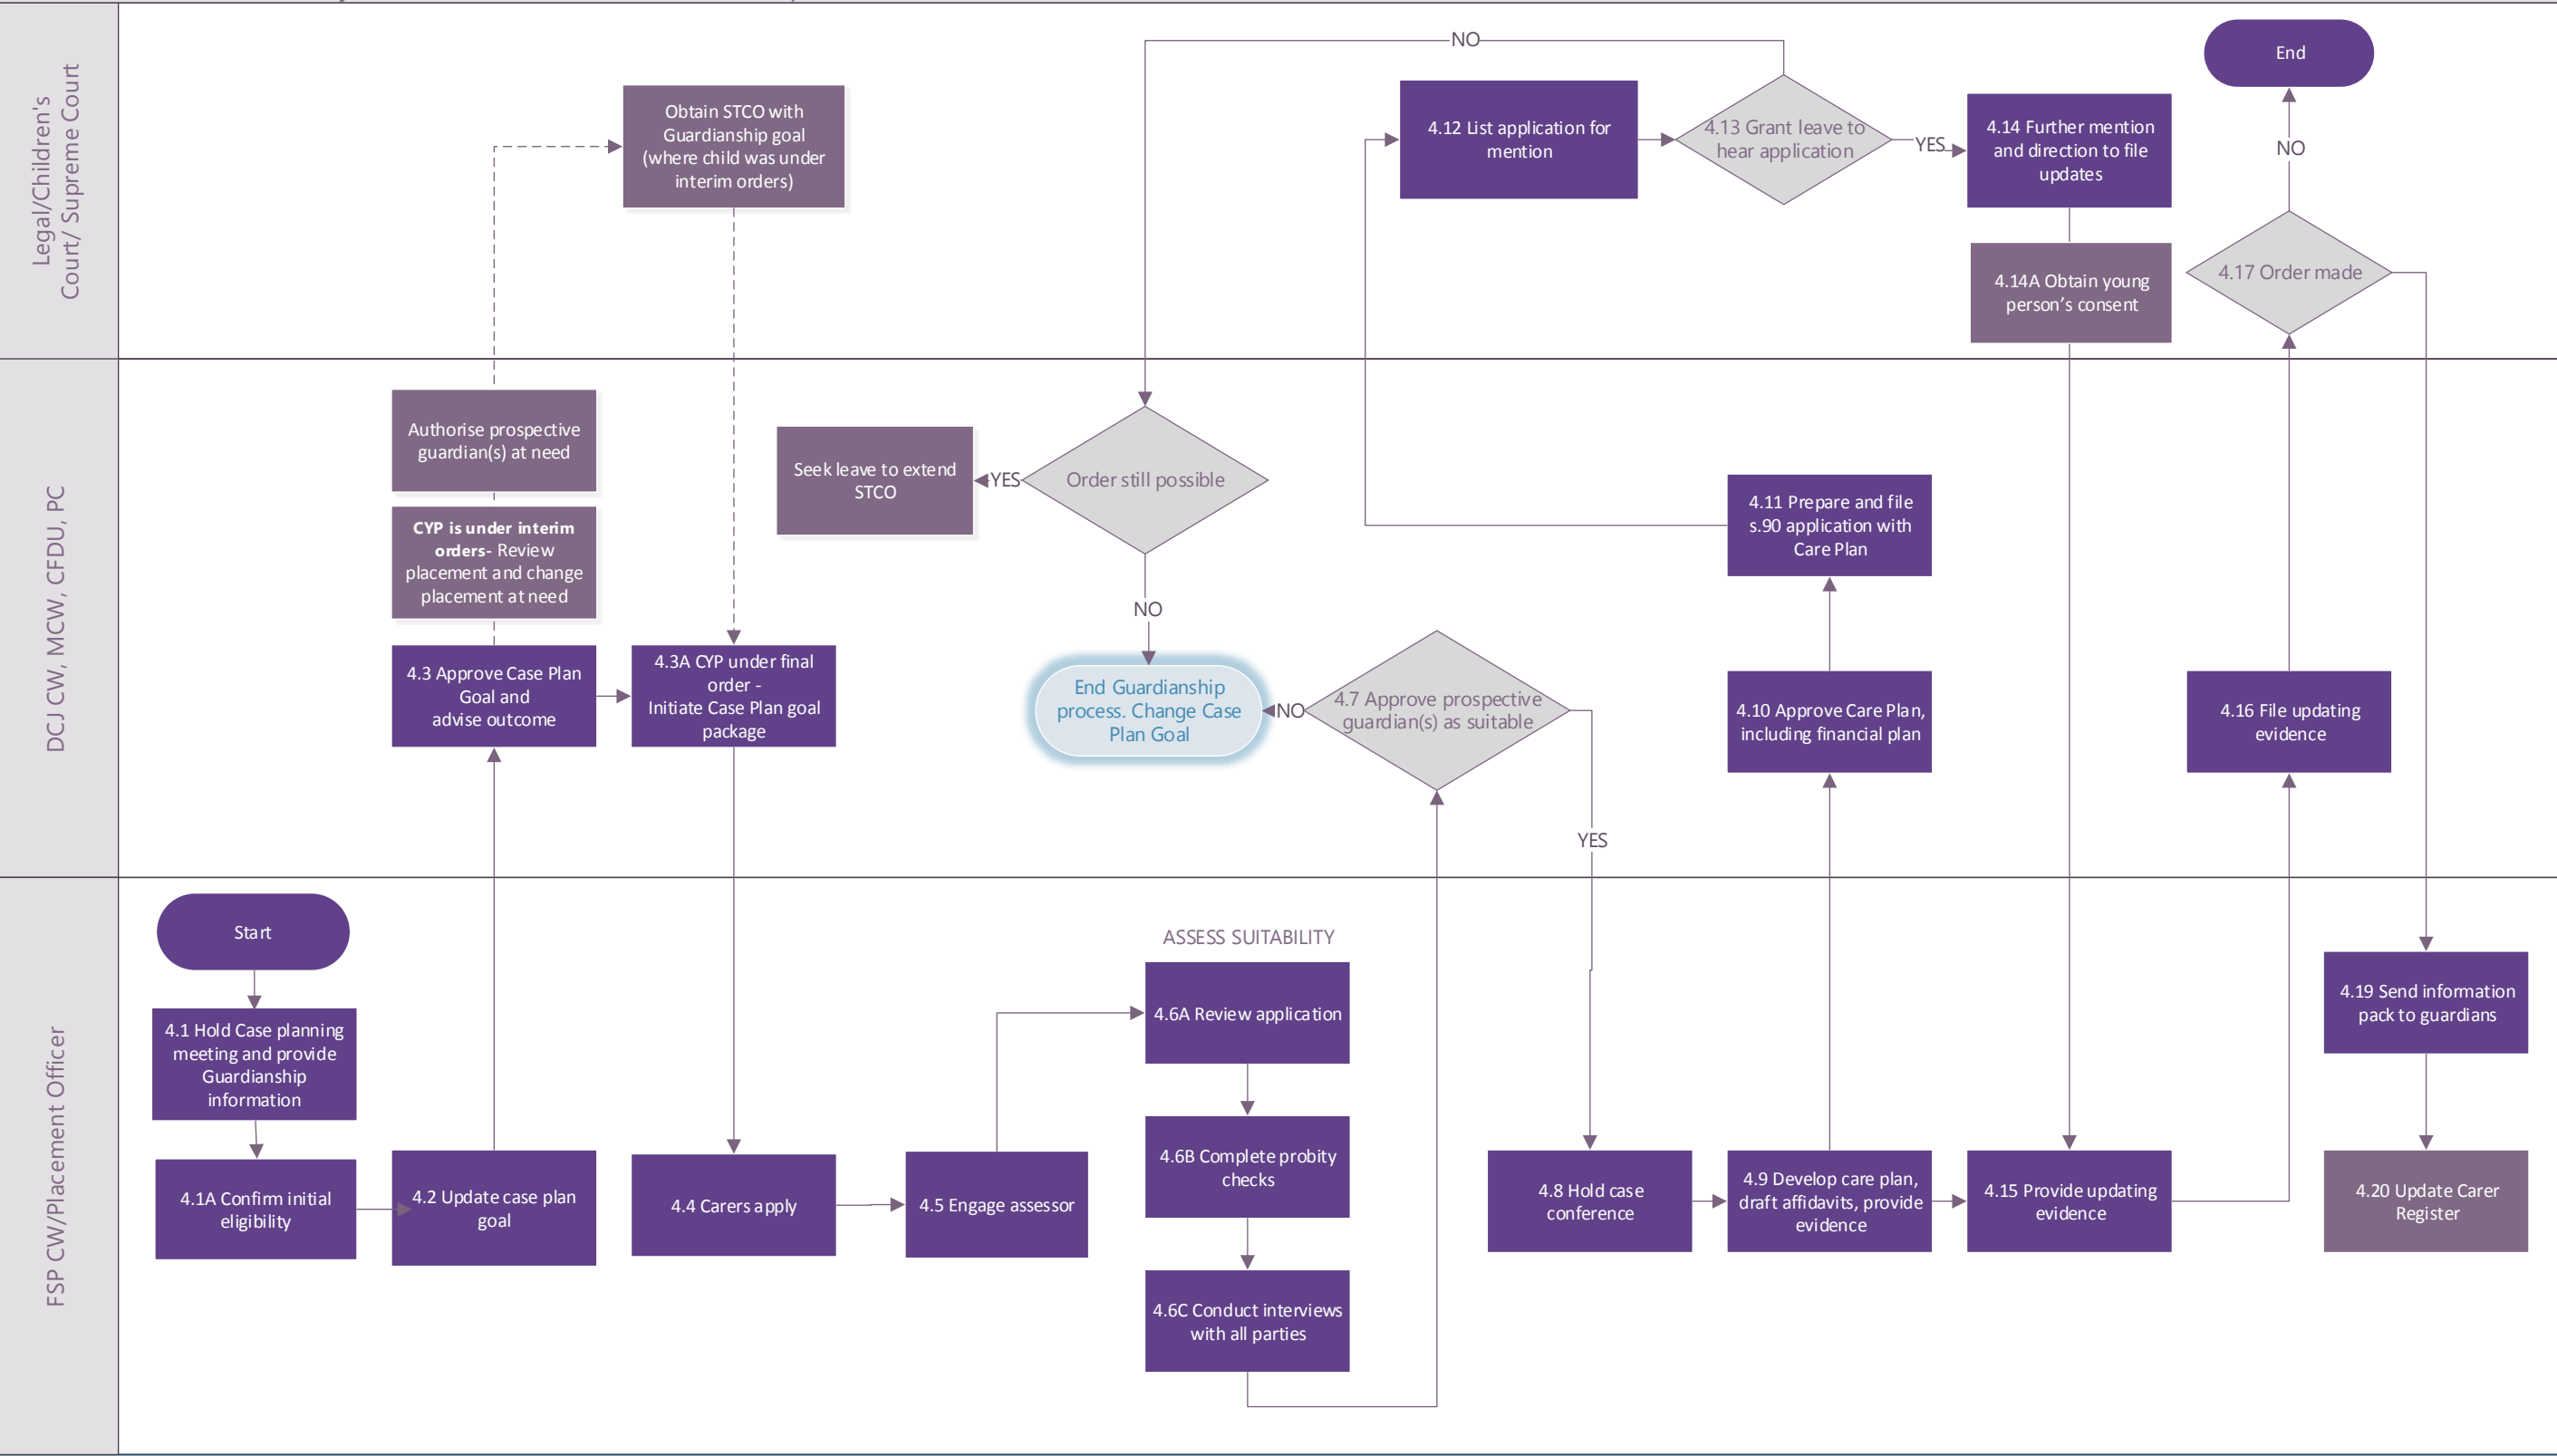 Legal/Children's
Court/ Supreme Court
Obtain STCO with
Guardianship goal
(where child was under
interim orders)
NO
4.12 List application for
mention
4.13 Grant leave to
hear application
YES
4.14 Further mention
and direction to file
updates
4.14A Obtain young
person’s consent
End
NO
4.17 Order made
DCJ CW, MCW, CFDU, PC
Authorise prospective
guardian(s) at need
CYP is under interim
orders- Review
placement and change
placement at need
4.3 Approve Case Plan
Goal and
advise outcome
4.3A CYP under final
order -
Initiate Case Plan goal
package
Seek leave to extend
STCO
YES
Order still possible
NO
End Guardianship
process. Change Case
Plan Goal
NO
4.7 Approve prospective
guardian(s) as suitable
YES
4.11 Prepare and file
s.90 application with
Care Plan
4.10 Approve Care Plan,
including financial plan
4.16 File updating
evidence
FSP CW/Placement Officer
Start
4.1 Hold Case planning
meeting and provide
Guardianship
information
4.1A Confirm initial
eligibility
4.2 Update case plan
goal
4.4 Carers apply
4.5 Engage assessor
ASSESS SUITABILITY
4.6A Review application
4.6B Complete probity
checks
4.6C Conduct interviews
with all parties
4.8 Hold case
conference
4.9 Develop care plan,
draft affidavits, provide
evidence
4.15 Provide updating
evidence
4.19 Send information
pack to guardians
4.20 Update Carer
Register